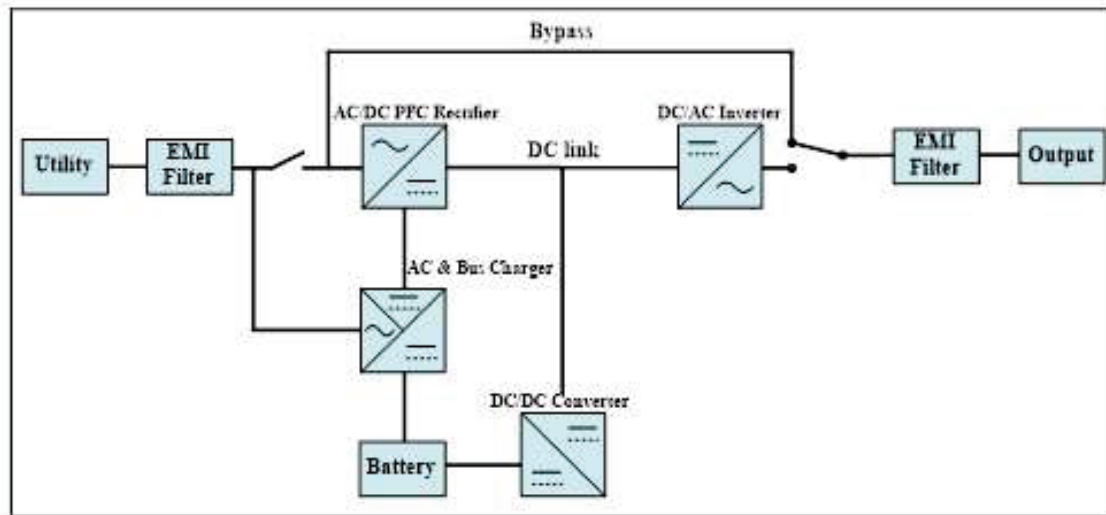 Bypass
AC/DC PFC Rectifier
DC/AC Inverter
Utility
EMI
Filter
DC link
EMI
Filter
Output
AC & Bus Charger
DC/DC Converter
Battery